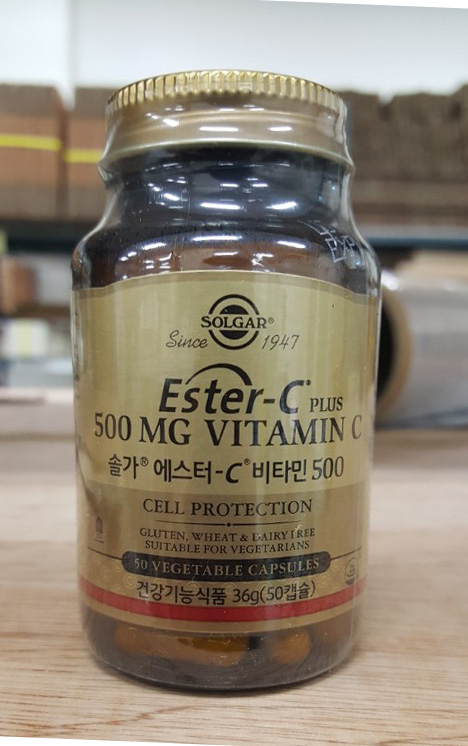 SOLGAR®
Since 1947
Ester-C® PLUS
500 MG VITAMIN C
솔가® 에스터-C® 비타민 500
CELL PROTECTION
GLUTEN, WHEAT & DAIRY FREE
SUITABLE FOR VEGETARIANS
50 VEGETABLE CAPSULES
건강기능식품 36g(50캡슐)